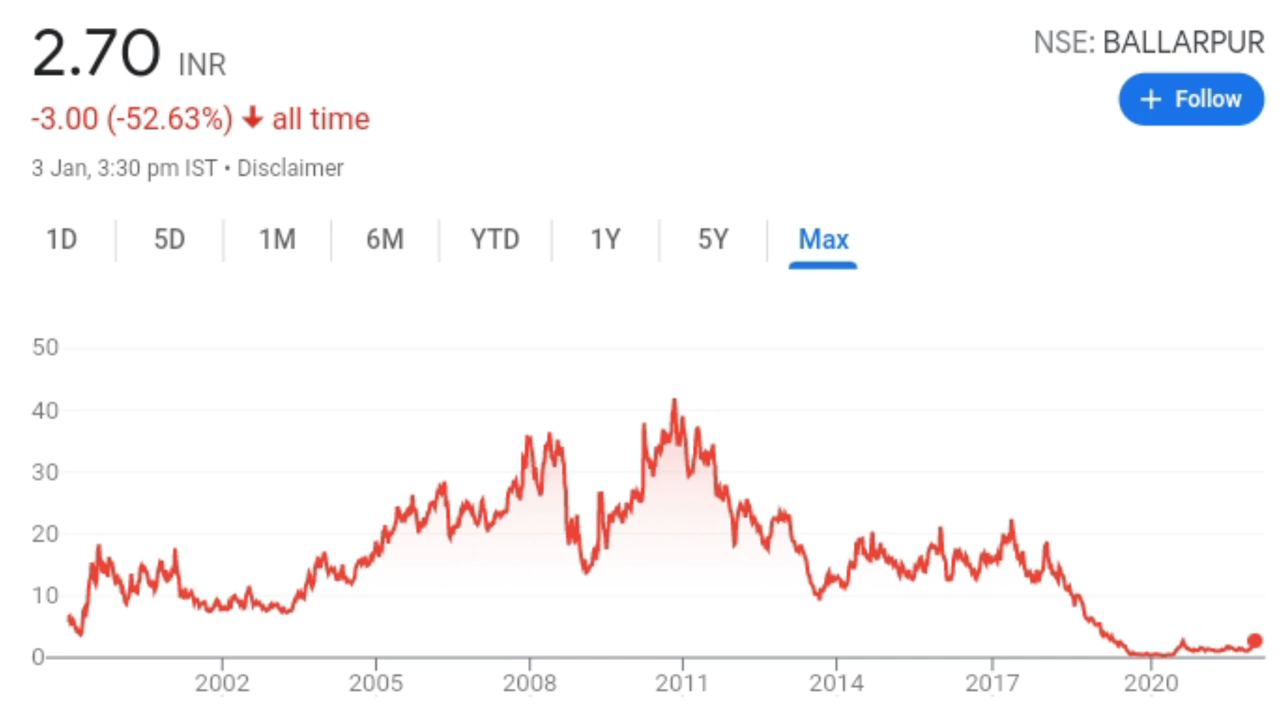 2.70 INR
NSE: BALLARPUR
-3.00 (-52.63%) ↓ all time
+ Follow
3 Jan, 3:30 pm IST • Disclaimer
1D 5D 1M 6M YTD 1Y 5Y Max
50
40
30
20
10
0
2002 2005 2008 2011 2014 2017 2020